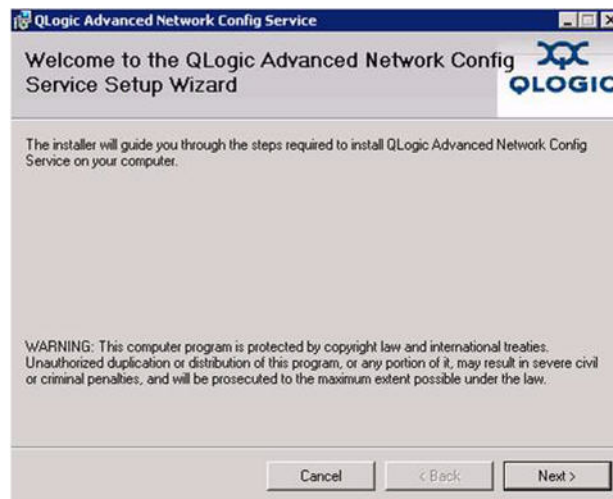 QLogic Advanced Network Config Service
Welcome to the QLogic Advanced Network Config
Service Setup Wizard
QLOGIC
The installer will guide you through the steps required to install QLogic Advanced Network Config
Service on your computer.
WARNING: This computer program is protected by copyright law and international treaties.
Unauthorized duplication or distribution of this program, or any portion of it, may result in severe civil
or criminal penalties, and will be prosecuted to the maximum extent possible under the law.
Cancel
< Back
Next >